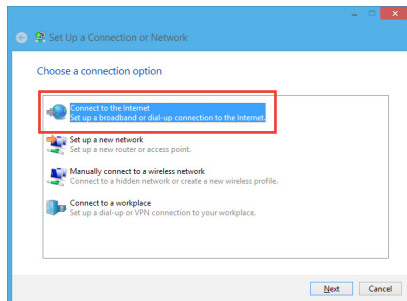 Set Up a Connection or Network
Choose a connection option
Connect to the Internet
Set up a broadband or dial-up connection to the Internet.
Set up a new network
Set up a new router or access point.
Manually connect to a wireless network
Connect to a hidden network or create a new wireless profile.
Connect to a workplace
Set up a dial-up or VPN connection to your workplace.
Next Cancel